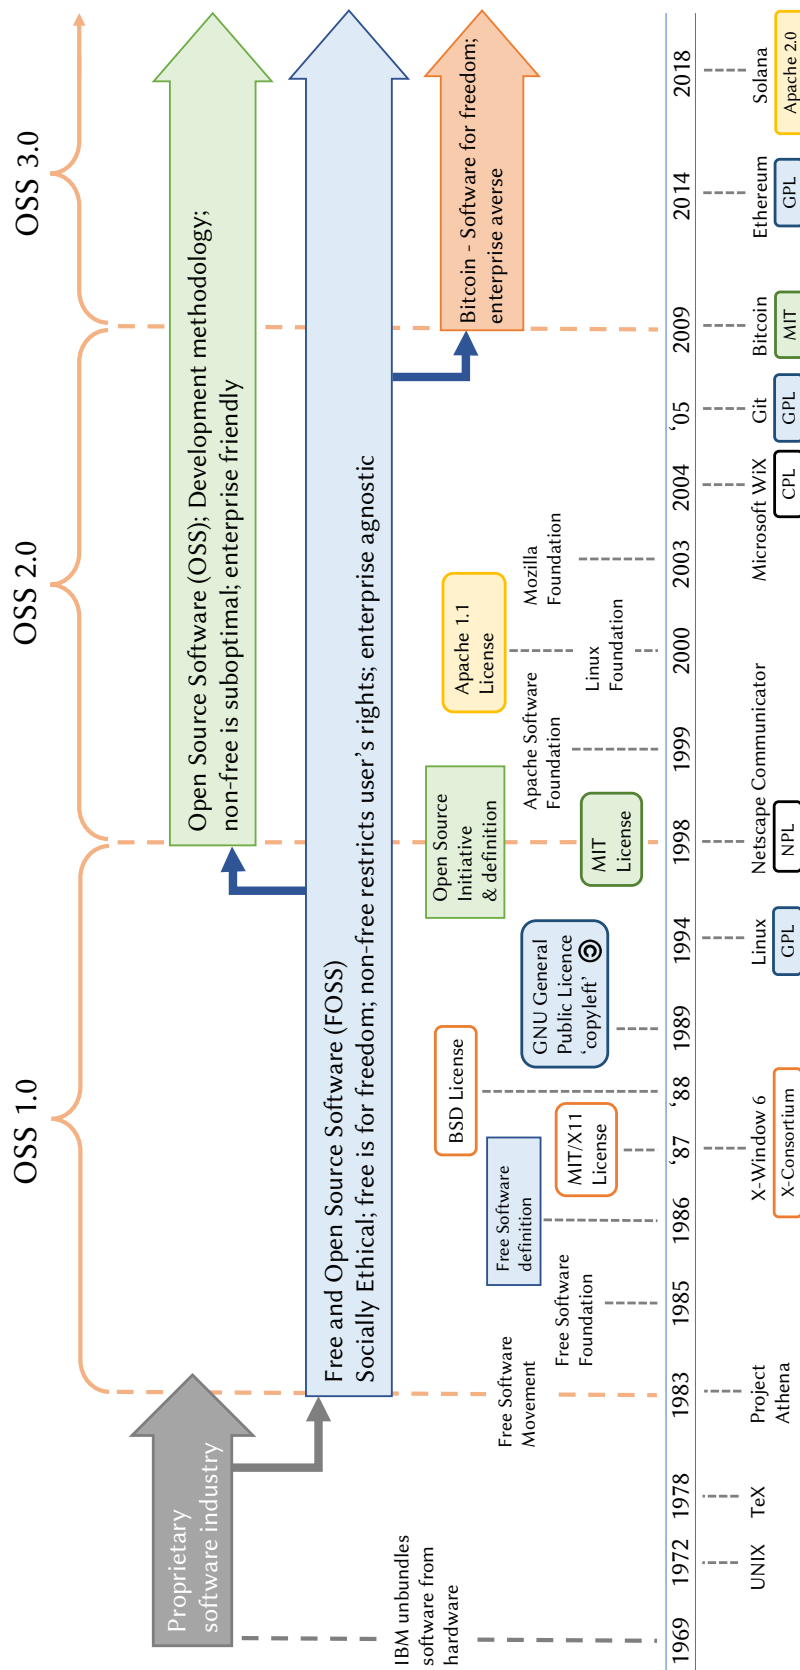 OSS 1.0
OSS 2.0
OSS 3.0
Proprietary
software industry
Open Source Software (OSS); Development methodology;
non-free is suboptimal; enterprise friendly
Free and Open Source Software (FOSS)
Socially Ethical; free is for freedom; non-free restricts user's rights; enterprise agnostic
Bitcoin - Software for freedom;
enterprise averse
IBM unbundles
software from
hardware
Free Software
Movement
Free Software
Foundation
Free Software
definition
MIT/X11
License
BSD License
GNU General
Public Licence
‘copyleft’ ©
Open Source
Initiative
& definition
MIT
License
Apache Software
Foundation
Apache 1.1
License
Linux
Foundation
Mozilla
Foundation
1969
1972
1978
1983
1985
1986
‘87
‘88
1989
1994
1998
1999
2000
2003
2004
‘05
2009
2014
2018
UNIX
TeX
Project
Athena
X-Window 6
X-Consortium
Linux
GPL
Netscape Communicator
NPL
Microsoft WiX
CPL
Git
GPL
Bitcoin
MIT
Ethereum
GPL
Solana
Apache 2.0